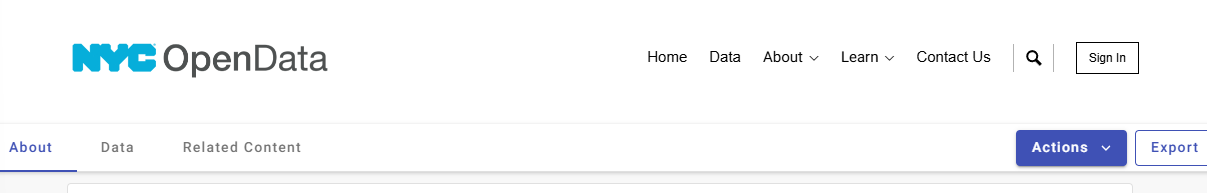 NYC OpenData
Home Data About Learn Contact Us Sign In
About Data Related Content Actions Export